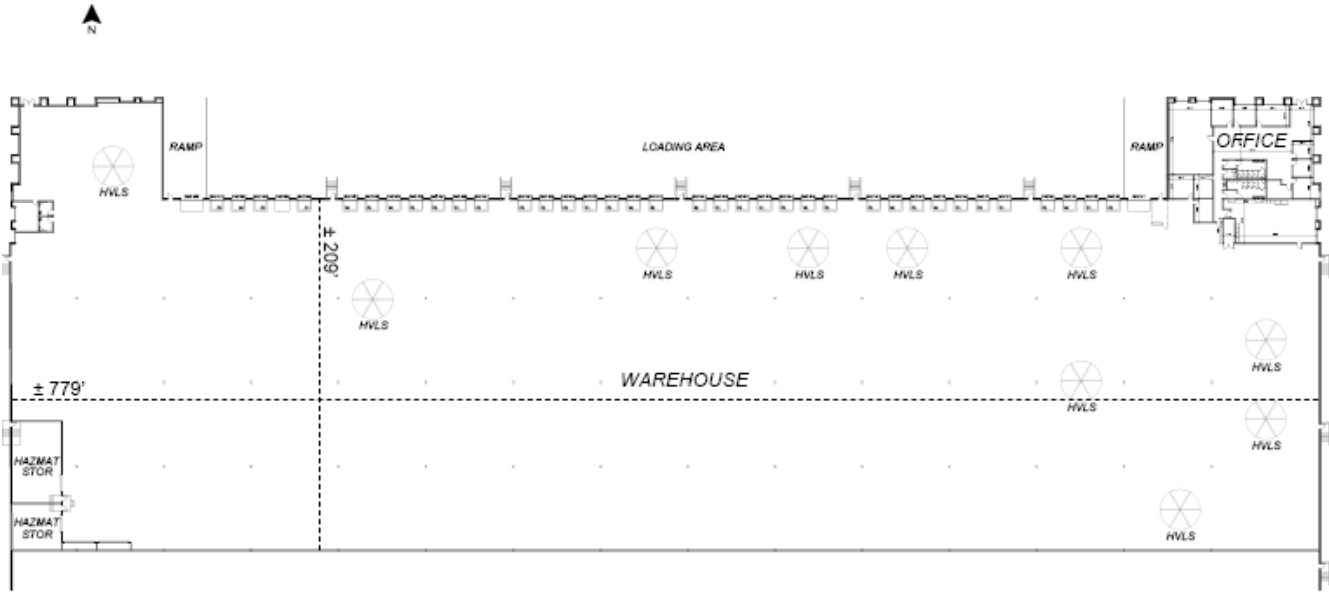 N
RAMP
LOADING AREA
RAMP
OFFICE
HVLS
± 209'
HVLS
HVLS
HVLS
HVLS
HVLS
HVLS
± 779'
WAREHOUSE
HVLS
HVLS
HAZMAT
STOR
HAZMAT
STOR
HVLS